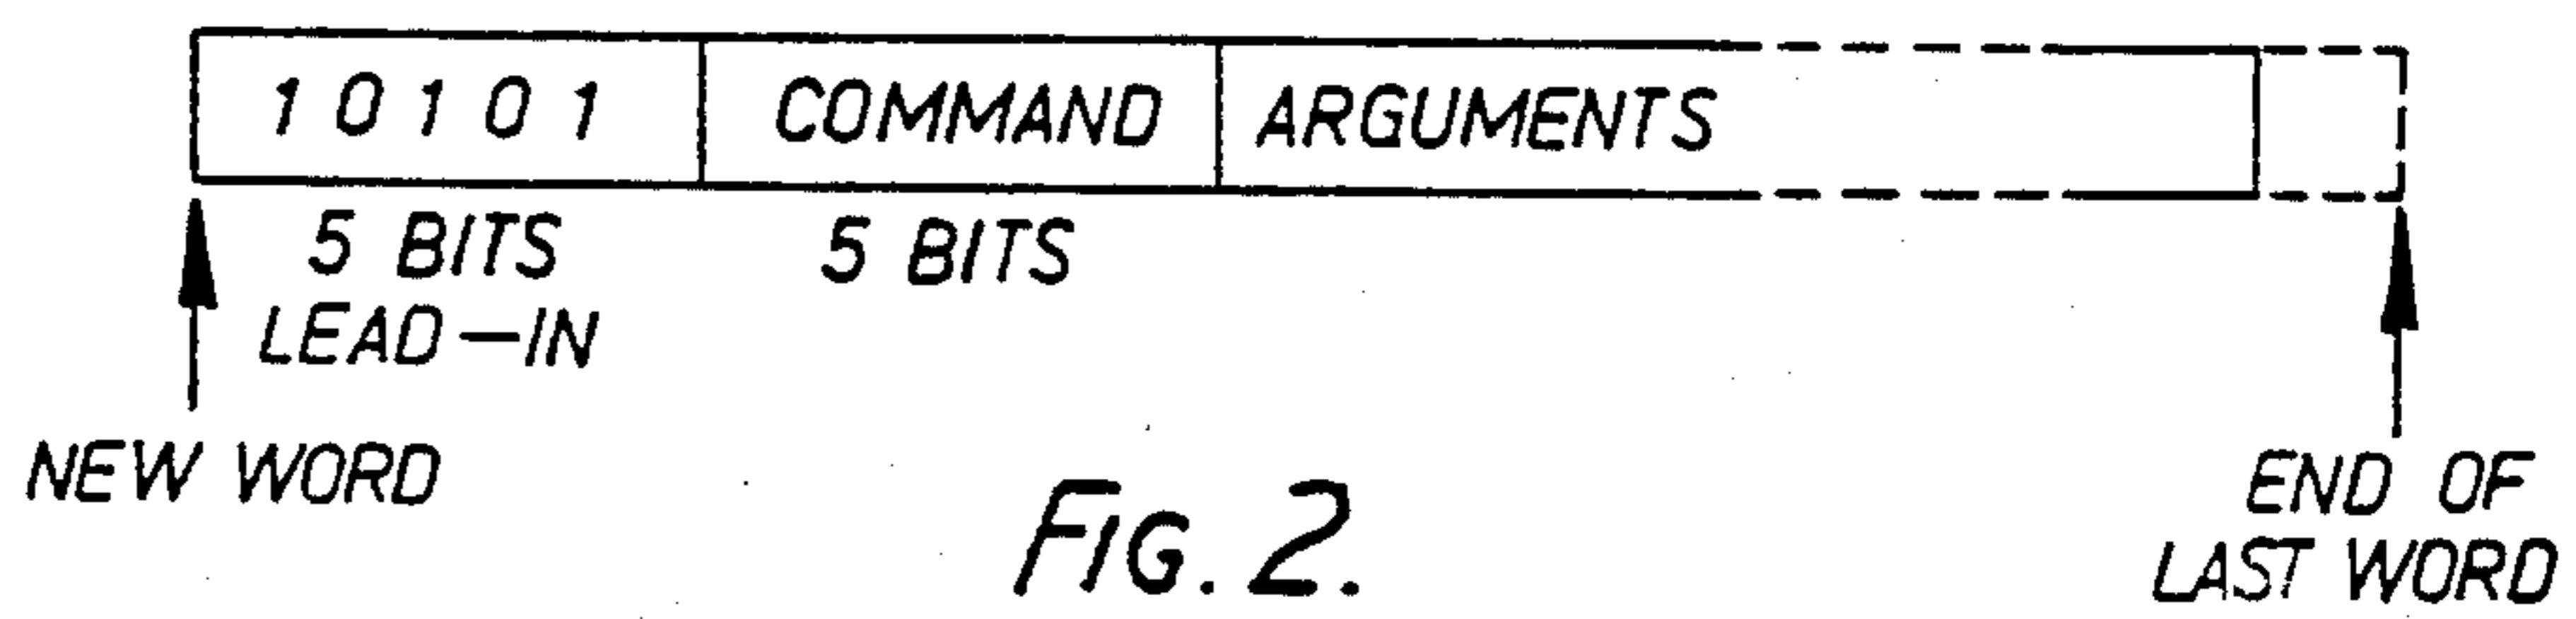 1 0 1 0 1 COMMAND ARGUMENTS
5 BITS 5 BITS
LEAD-IN
NEW WORD
END OF
LAST WORD
FIG. 2.